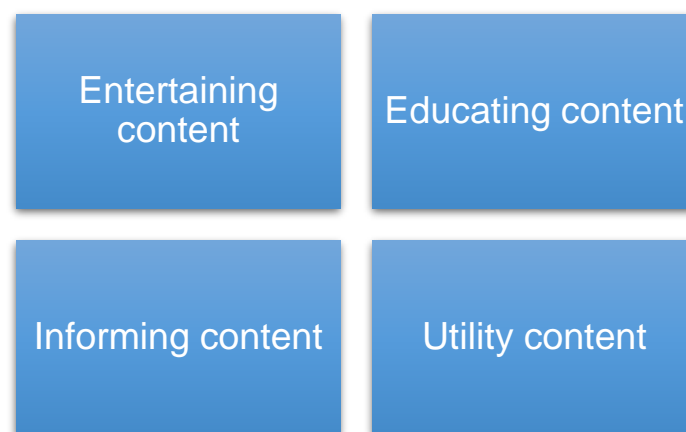 Entertaining
content
Educating content
Informing content
Utility content